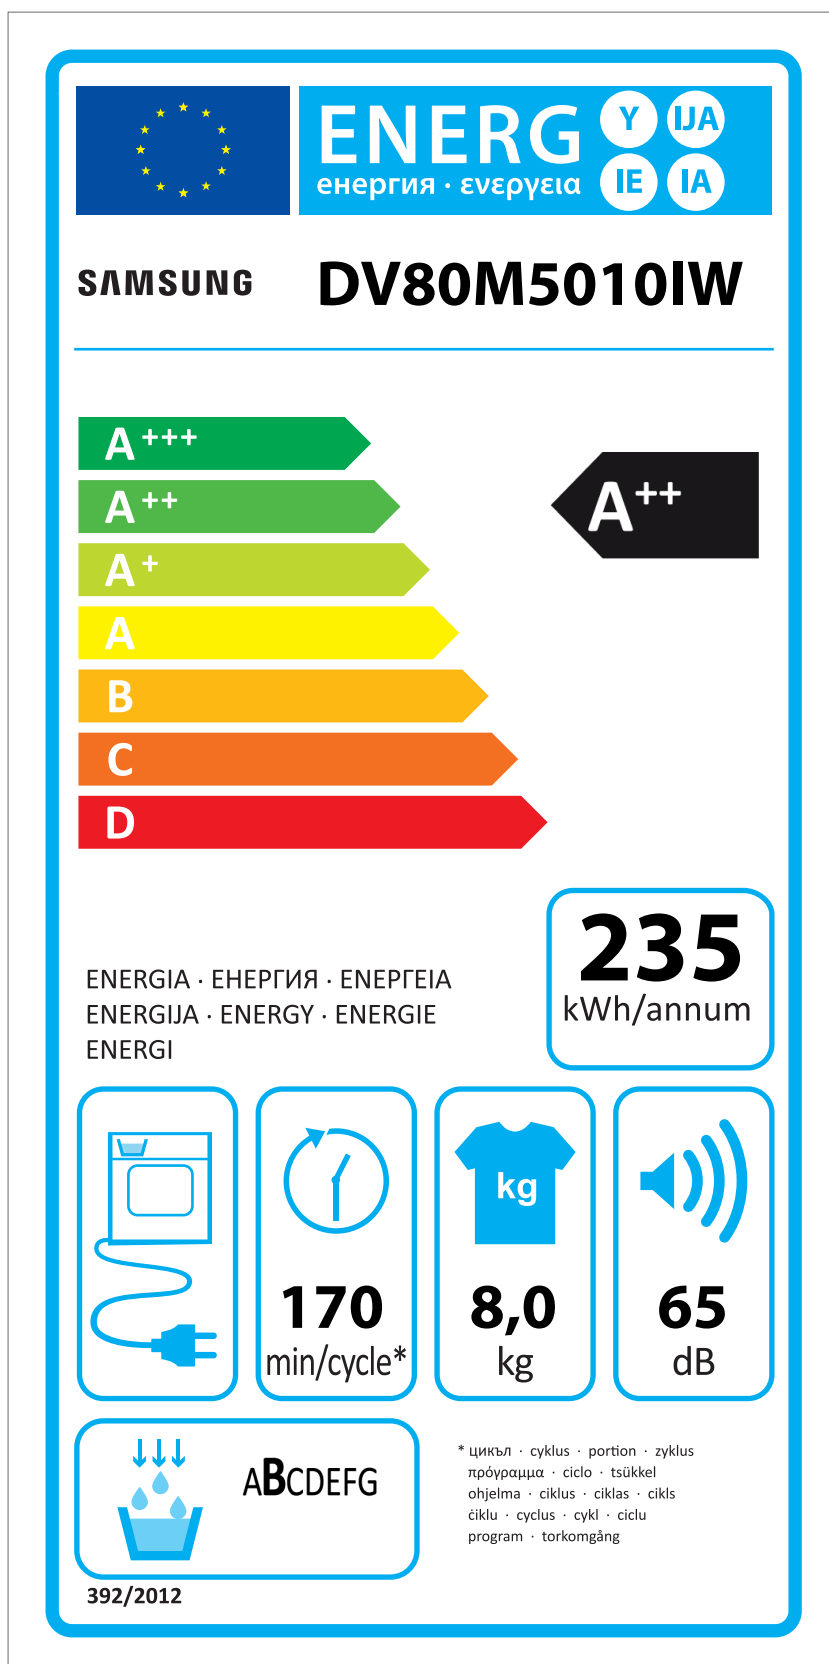 ENERG Y IJA
енергия · ενεργεια IE IA
SAMSUNG DV80M5010IW
A+++
A++
A++
A+
A
B
C
D
235
kWh/annum
ENERGIA · ЕНЕРГИЯ · ΕΝΕΡΓΕΙΑ
ENERGIJA · ENERGY · ENERGIE
ENERGI
kg
170
min/cycle*
8,0
kg
65
dB
ABCDEFG
* цикъл · cyklus · portion · zyklus
πρόγραμμα · ciclo · tsükkel
ohjelma · ciklus · ciklas · cikls
ċiklu · cyclus · cykl · ciclu
program · torkomgång
392/2012